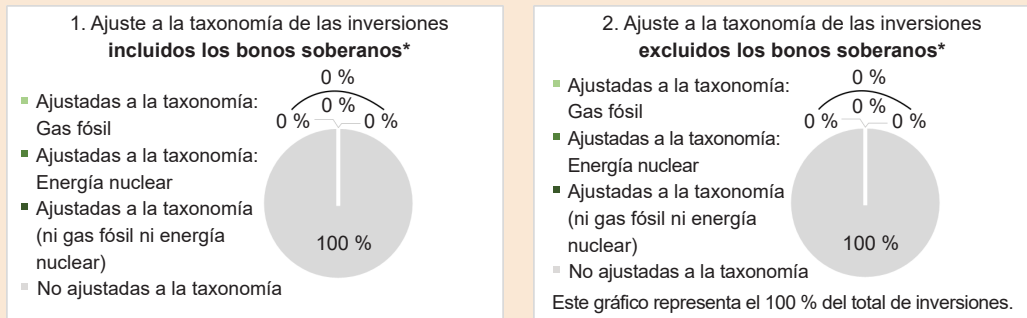 1. Ajuste a la taxonomía de las inversiones
incluidos los bonos soberanos*
0 %
0 %
0 %
0 %
Ajustadas a la taxonomía:
Gas fósil
Ajustadas a la taxonomía:
Energía nuclear
Ajustadas a la taxonomía
(ni gas fósil ni energía
nuclear)
No ajustadas a la taxonomía
100 %
2. Ajuste a la taxonomía de las inversiones
excluidos los bonos soberanos*
0 %
0 %
0 %
0 %
Ajustadas a la taxonomía:
Gas fósil
Ajustadas a la taxonomía:
Energía nuclear
Ajustadas a la taxonomía
(ni gas fósil ni energía
nuclear)
No ajustadas a la taxonomía
100 %
Este gráfico representa el 100 % del total de inversiones.